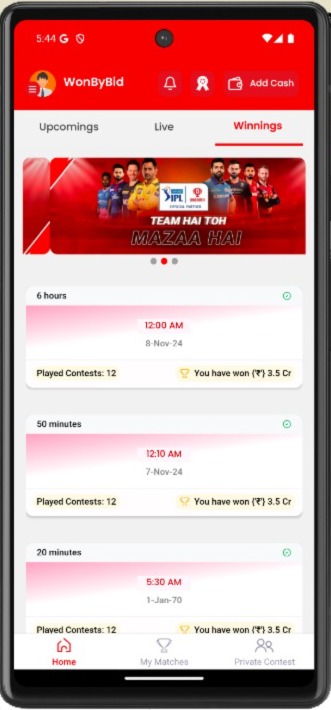 5:44 G
WonByBid
Add Cash
Upcomings Live Winnings
IPL
OFFICIAL PARTNER
TEAM HAI TOH
MAZAA HAI
6 hours
12:00 AM
8-Nov-24
Played Contests: 12 You have won {'₹'} 3.5 Cr
50 minutes
12:10 AM
7-Nov-24
Played Contests: 12 You have won {'₹'} 3.5 Cr
20 minutes
5:30 AM
1-Jan-70
Played Contests: 12 You have won {'₹'} 3.5 Cr
Home My Matches Private Contest